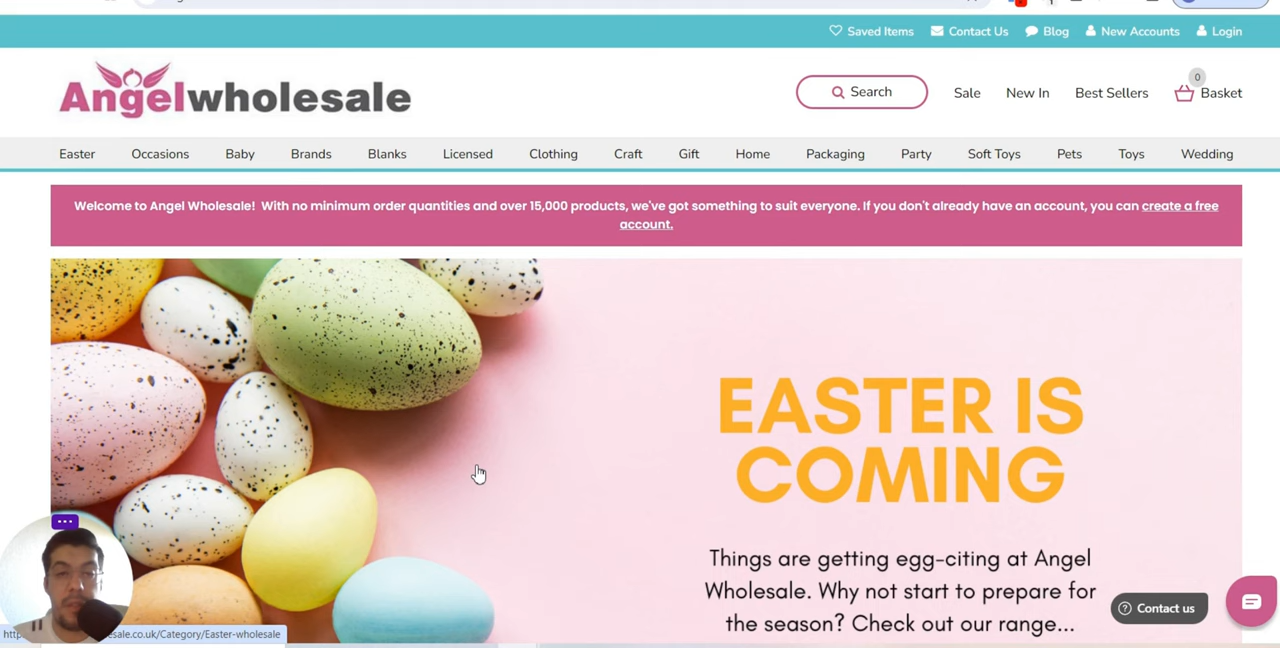 Saved Items Contact Us Blog New Accounts Login
Angelwholesale
Search Sale New In Best Sellers 0 Basket
Easter Occasions Baby Brands Blanks Licensed Clothing Craft Gift Home Packaging Party Soft Toys Pets Toys Wedding
Welcome to Angel Wholesale! With no minimum order quantities and over 15,000 products, we've got something to suit everyone. If you don't already have an account, you can create a free
account.
EASTER IS
COMING
Things are getting egg-citing at Angel
Wholesale. Why not start to prepare for
the season? Check out our range...
Contact us
sale.co.uk/Category/Easter-wholesale